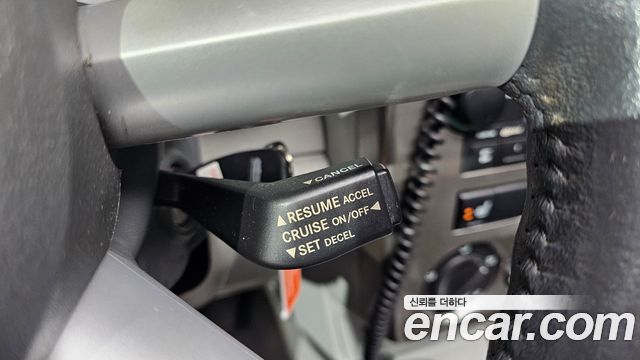 ▼CANCEL
▲RESUME ACCEL
CRUISE ON/OFF◀
▼SET DECEL
신뢰를 더하다
encar.com